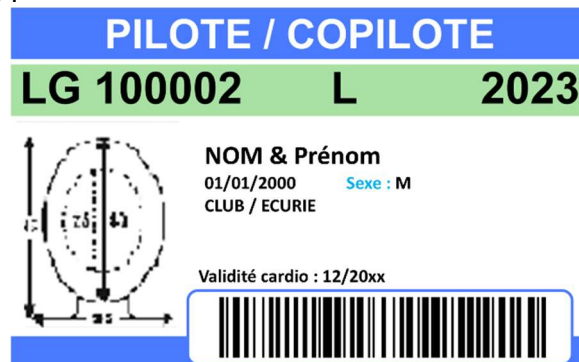 PILOTE / COPILOTE
LG 100002 L 2023
NOM & Prénom
01/01/2000 Sexe : M
CLUB / ECURIE
Validité cardio : 12/20xx